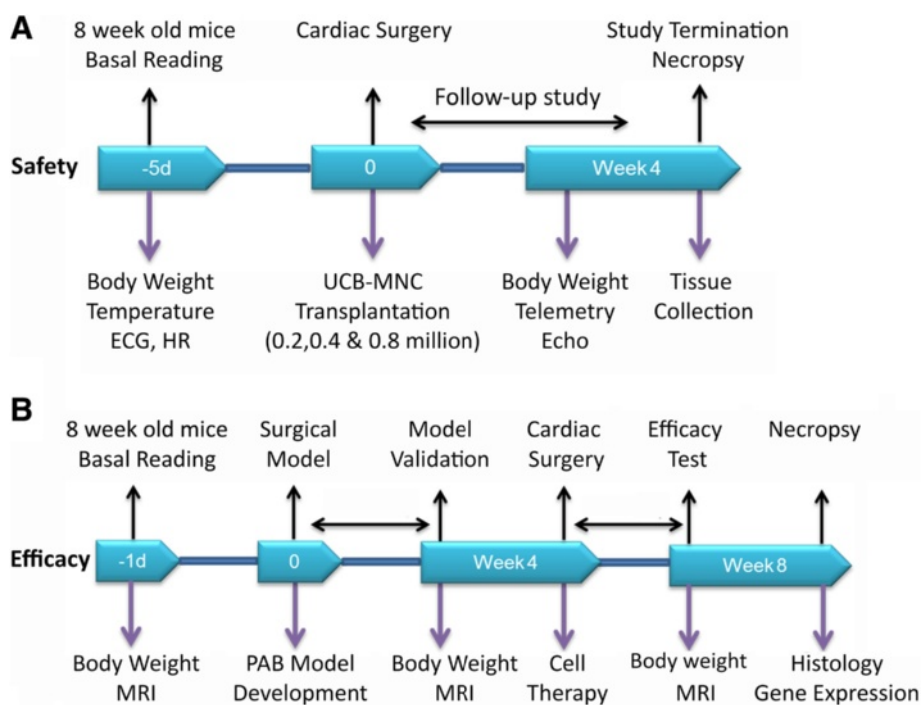 A
8 week old mice
Basal Reading
Cardiac Surgery
Study Termination
Necropsy
Follow-up study
Safety
-5d
0
Week 4
Body Weight
Temperature
ECG, HR
UCB-MNC
Transplantation
(0.2,0.4 & 0.8 million)
Body Weight
Telemetry
Echo
Tissue
Collection
B
8 week old mice
Basal Reading
Surgical
Model
Model
Validation
Cardiac
Surgery
Efficacy
Test
Necropsy
Efficacy
-1d
0
Week 4
Week 8
Body Weight
MRI
PAB Model
Development
Body Weight
MRI
Cell
Therapy
Body weight
MRI
Histology
Gene Expression